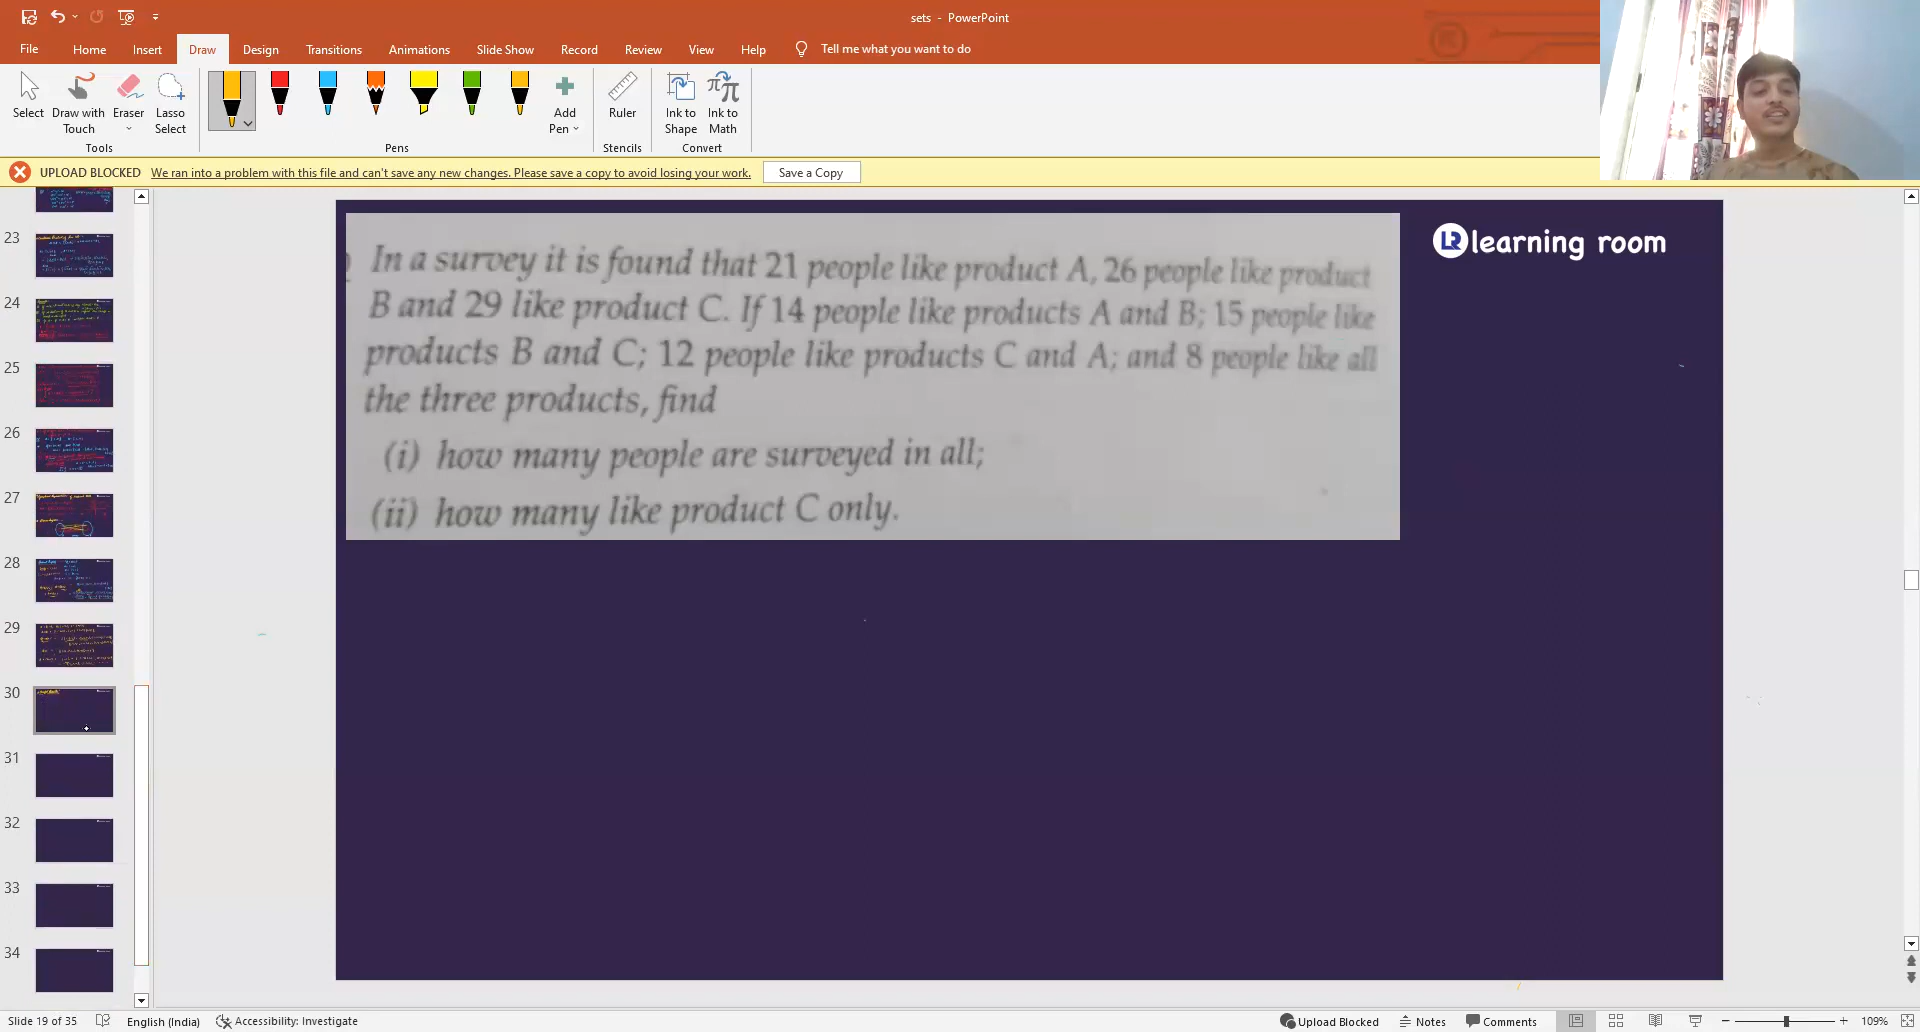 sets - PowerPoint
File Home Insert Draw Design Transitions Animations Slide Show Record Review View Help Tell me what you want to do
Select Draw with Touch Eraser Lasso Select Add Pen Ruler Ink to Shape Ink to Math
Tools Pens Stencils Convert
UPLOAD BLOCKED We ran into a problem with this file and can't save any new changes. Please save a copy to avoid losing your work. Save a Copy
LR learning room
In a survey it is found that 21 people like product A, 26 people like product
B and 29 like product C. If 14 people like products A and B; 15 people like
products B and C; 12 people like products C and A; and 8 people like all
the three products, find
(i) how many people are surveyed in all;
(ii) how many like product C only.
23
24
25
26
27
28
29
30
31
32
33
34
Slide 19 of 35 English (India) Accessibility: Investigate Upload Blocked Notes Comments 109%